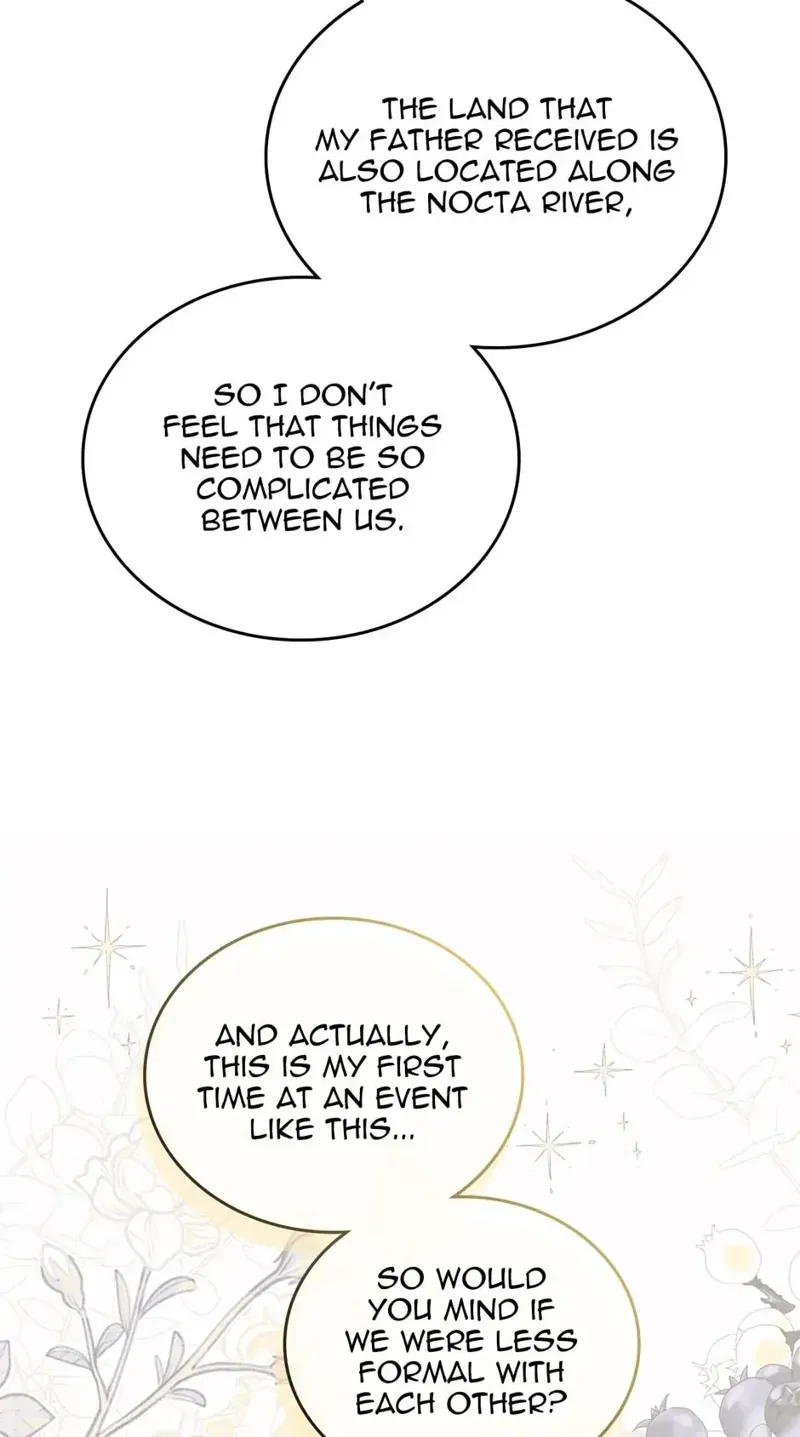 THE LAND THAT
MY FATHER RECEIVED IS
ALSO LOCATED ALONG
THE NOCTA RIVER,
SO I DON'T
FEEL THAT THINGS
NEED TO BE SO
COMPLICATED
BETWEEN US.
AND ACTUALLY,
THIS IS MY FIRST
TIME AT AN EVENT
LIKE THIS...
SO WOULD
YOU MIND IF
WE WERE LESS
FORMAL WITH
EACH OTHER?